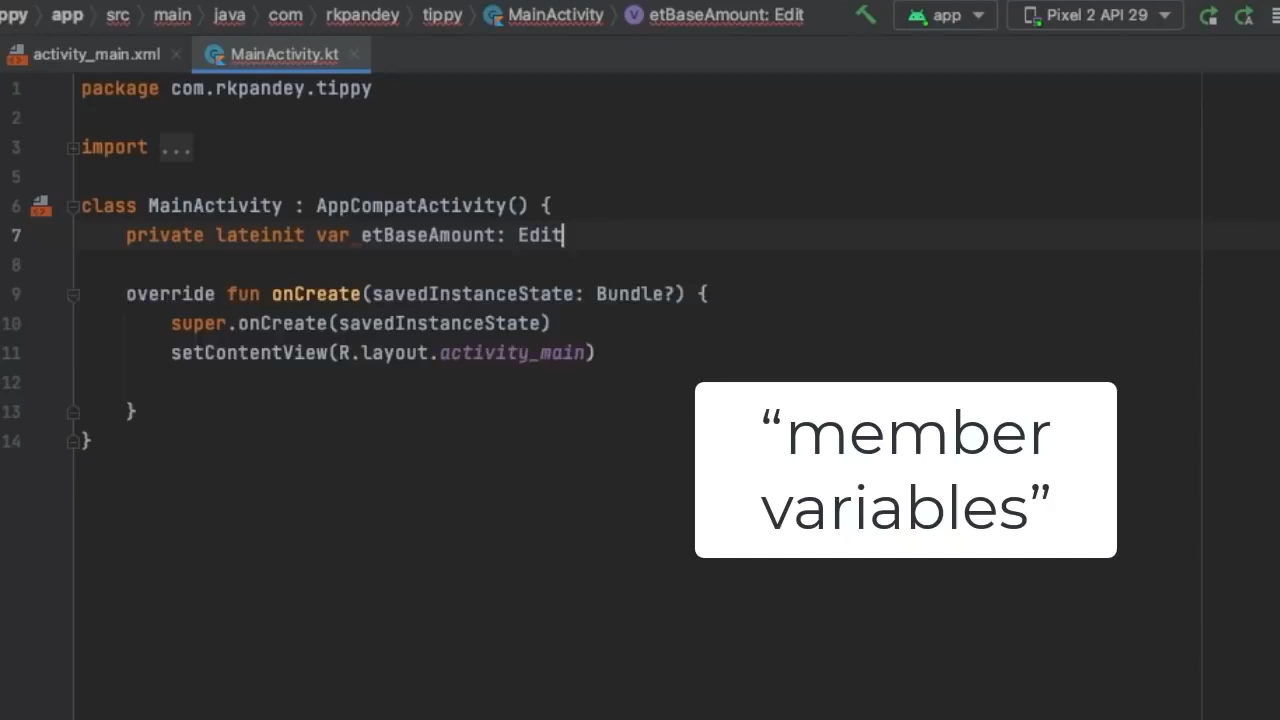 ppy app src main java com rkpandey tippy MainActivity etBaseAmount: Edit app Pixel 2 API 29
activity_main.xml MainActivity.kt
1 package com.rkpandey.tippy
2
3 import ...
5
6 class MainActivity : AppCompatActivity() {
7 private lateinit var etBaseAmount: Edit
8
9 override fun onCreate(savedInstanceState: Bundle?) {
10 super.onCreate(savedInstanceState)
11 setContentView(R.layout.activity_main)
12
13 }
14 }
“member
variables”